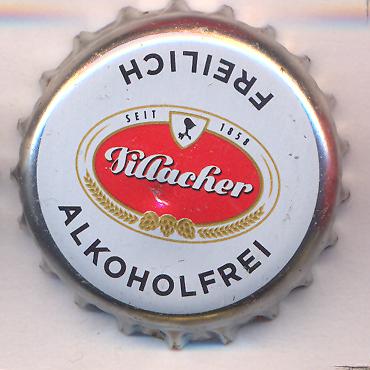 FREILICH
SEIT 1858
Villacher
ALKOHOLFREI